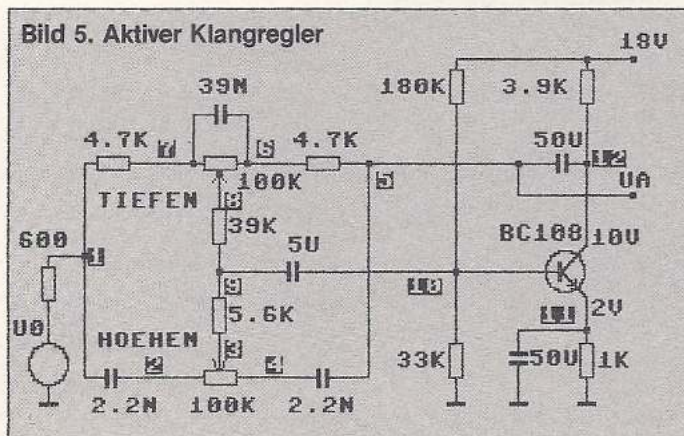 Bild 5. Aktiver Klangregler
18V
39N
180K
3.9K
4.7K
7
6
4.7K
50U
12
5
100K
UA
TIEFEN
8
39K
600
1
5U
BC108
10V
9
10
U0
5.6K
2V
HOEHEN
3
11
2
4
33K
50U
1K
2.2N
100K
2.2N